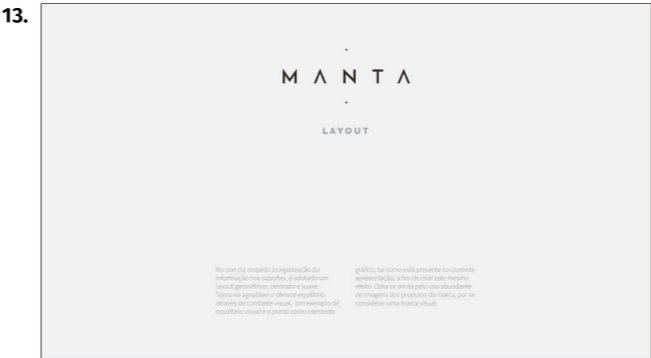 13.
MANTA
LAYOUT
No que diz respeito à organização da
informação nos suportes, é adotado um
layout geométrico, centrado e suave.
Torna-se agradável e oferece equilíbrio
através do contraste visual. Um exemplo de
equilíbrio visual é o ponto como elemento
gráfico, tal como está presente na corrente
apresentação, a fim de criar este mesmo
efeito. Opta-se ainda pelo uso abundante
de imagens dos produtos da marca, por se
considerar uma marca visual.